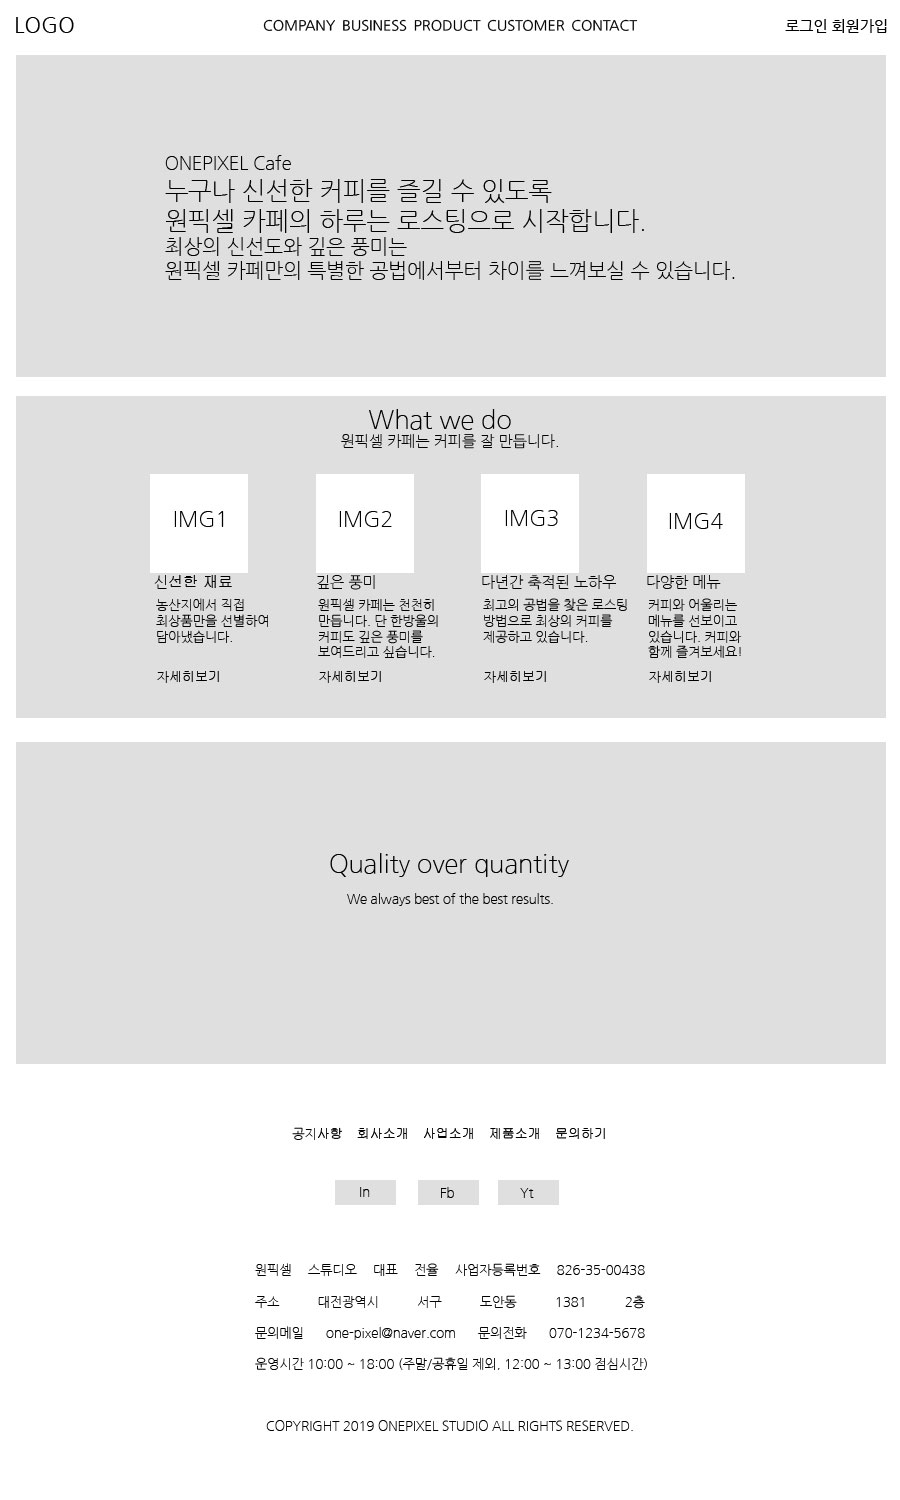 LOGO
COMPANY BUSINESS PRODUCT CUSTOMER CONTACT
로그인 회원가입
ONEPIXEL Cafe
누구나 신선한 커피를 즐길 수 있도록
원픽셀 카페의 하루는 로스팅으로 시작합니다.
최상의 신선도와 깊은 풍미는
원픽셀 카페만의 특별한 공법에서부터 차이를 느껴보실 수 있습니다.
What we do
원픽셀 카페는 커피를 잘 만듭니다.
IMG1
신선한 재료
농산지에서 직접
최상품만을 선별하여
담아냈습니다.
자세히보기
IMG2
깊은 풍미
원픽셀 카페는 천천히
만듭니다. 단 한방울의
커피도 깊은 풍미를
보여드리고 싶습니다.
자세히보기
IMG3
다년간 축적된 노하우
최고의 공법을 찾은 로스팅
방법으로 최상의 커피를
제공하고 있습니다.
자세히보기
IMG4
다양한 메뉴
커피와 어울리는
메뉴를 선보이고
있습니다. 커피와
함께 즐겨보세요!
자세히보기
Quality over quantity
We always best of the best results.
공지사항 회사소개 사업소개 제품소개 문의하기
In
Fb
Yt
원픽셀 스튜디오 대표 전율 사업자등록번호 826-35-00438
주소 대전광역시 서구 도안동 1381 2층
문의메일 one-pixel@naver.com 문의전화 070-1234-5678
운영시간 10:00 ~ 18:00 (주말/공휴일 제외, 12:00 ~ 13:00 점심시간)
COPYRIGHT 2019 ONEPIXEL STUDIO ALL RIGHTS RESERVED.